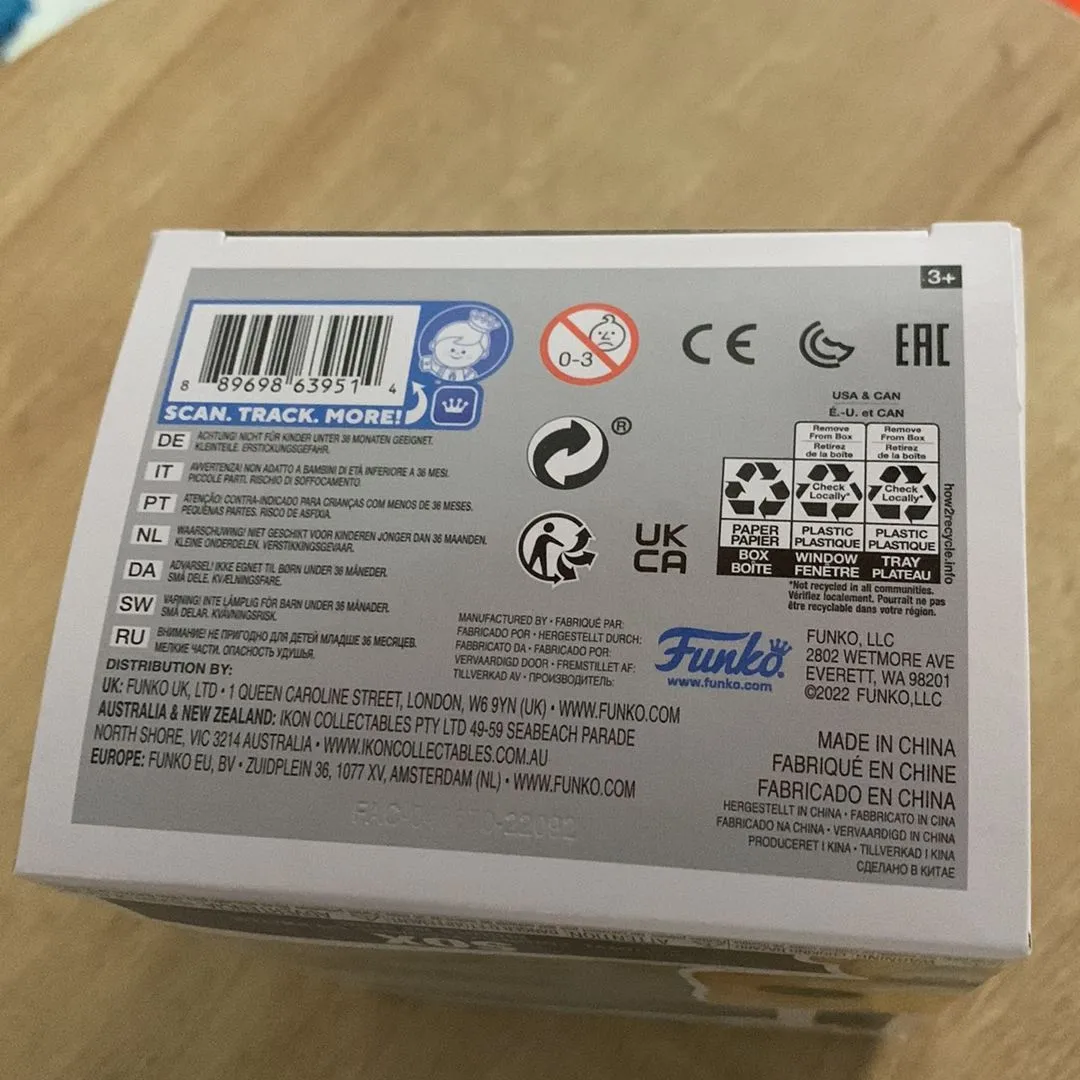 3+
8 89698 63951 4
SCAN. TRACK. MORE!
0-3
CE
EAC
®
UK
CA
USA & CAN
É.-U. et CAN
Remove From Box
Retirez de la boîte
Remove From Box
Retirez de la boîte
Check Locally*
Check Locally*
PAPER
PAPIER
BOX
BOÎTE
PLASTIC
PLASTIQUE
WINDOW
FENÊTRE
PLASTIC
PLASTIQUE
TRAY
PLATEAU
how2recycle.info
*Not recycled in all communities.
Vérifiez localement. Pourrait ne pas
être recyclable dans votre région.
DE ACHTUNG! NICHT FÜR KINDER UNTER 36 MONATEN GEEIGNET.
KLEINTEILE. ERSTICKUNGSGEFAHR.
IT AVVERTENZA! NON ADATTO A BAMBINI DI ETÀ INFERIORE A 36 MESI.
PICCOLE PARTI. RISCHIO DI SOFFOCAMENTO.
PT ATENÇÃO: CONTRA-INDICADO PARA CRIANÇAS COM MENOS DE 36 MESES.
PEQUENAS PARTES. RISCO DE ASFIXIA.
NL WAARSCHUWING! NIET GESCHIKT VOOR KINDEREN JONGER DAN 36 MAANDEN.
KLEINE ONDERDELEN. VERSTIKKINGSGEVAAR.
DA ADVARSEL! IKKE EGNET TIL BØRN UNDER 36 MÅNEDER.
SMÅ DELE. KVÆLNINGSFARE.
SW VARNING! INTE LÄMPLIG FÖR BARN UNDER 36 MÅNADER.
SMÅ DELAR. KVÄVNINGSRISK.
RU ВНИМАНИЕ! НЕ ПРИГОДНО ДЛЯ ДЕТЕЙ МЛАДШЕ 36 МЕСЯЦЕВ.
МЕЛКИЕ ЧАСТИ. ОПАСНОСТЬ УДУШЬЯ.
MANUFACTURED BY • FABRIQUÉ PAR:
FABRICADO POR • HERGESTELLT DURCH:
FABBRICATO DA • FABRICADO POR:
VERVAARDIGD DOOR • FREMSTILLET AF:
TILLVERKAD AV • ПРОИЗВОДИТЕЛЬ:
Funko
www.funko.com
FUNKO, LLC
2802 WETMORE AVE
EVERETT, WA 98201
©2022 FUNKO,LLC
DISTRIBUTION BY:
UK: FUNKO UK, LTD • 1 QUEEN CAROLINE STREET, LONDON, W6 9YN (UK) • WWW.FUNKO.COM
AUSTRALIA & NEW ZEALAND: IKON COLLECTABLES PTY LTD 49-59 SEABEACH PARADE
NORTH SHORE, VIC 3214 AUSTRALIA • WWW.IKONCOLLECTABLES.COM.AU
EUROPE: FUNKO EU, BV • ZUIDPLEIN 36, 1077 XV, AMSTERDAM (NL) • WWW.FUNKO.COM
MADE IN CHINA
FABRIQUÉ EN CHINE
FABRICADO EN CHINA
HERGESTELLT IN CHINA • FABBRICATO IN CINA
FABRICADO NA CHINA • VERVAARDIGD IN CHINA
PRODUCERET I KINA • TILLVERKAD I KINA
СДЕЛАНО В КИТАЕ